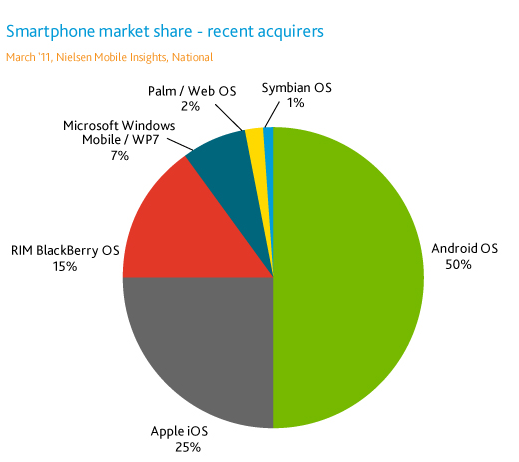 Smartphone market share - recent acquirers
March '11, Nielsen Mobile Insights, National
Symbian OS
1%
Palm / Web OS
2%
Microsoft Windows
Mobile / WP7
7%
RIM BlackBerry OS
15%
Android OS
50%
Apple iOS
25%